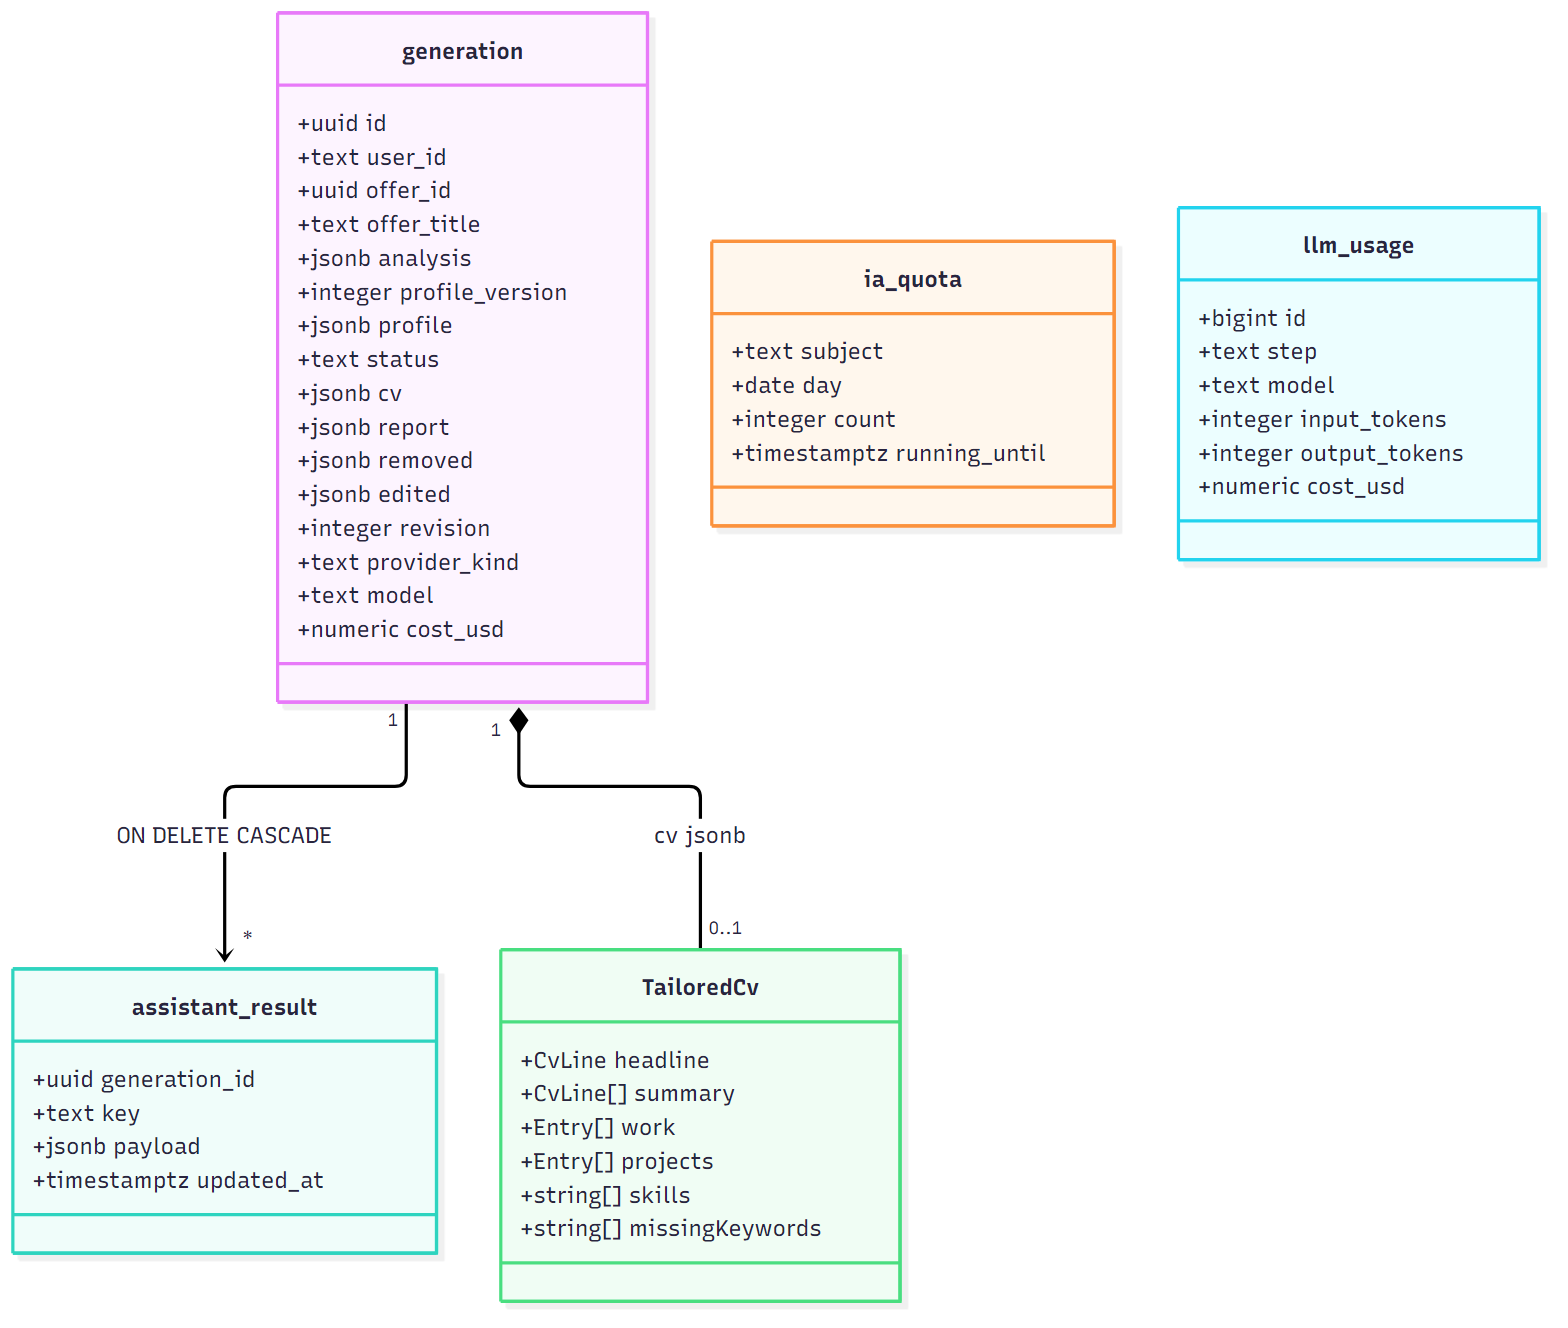 generation
+uuid id
+text user_id
+uuid offer_id
+text offer_title
+jsonb analysis
+integer profile_version
+jsonb profile
+text status
+jsonb cv
+jsonb report
+jsonb removed
+jsonb edited
+integer revision
+text provider_kind
+text model
+numeric cost_usd
ia_quota
+text subject
+date day
+integer count
+timestamptz running_until
llm_usage
+bigint id
+text step
+text model
+integer input_tokens
+integer output_tokens
+numeric cost_usd
1
1
ON DELETE CASCADE
cv jsonb
*
0..1
assistant_result
+uuid generation_id
+text key
+jsonb payload
+timestamptz updated_at
TailoredCv
+CvLine headline
+CvLine[] summary
+Entry[] work
+Entry[] projects
+string[] skills
+string[] missingKeywords